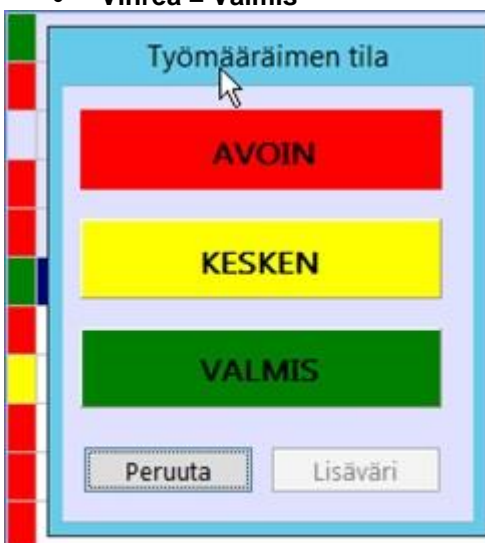 • Vihreä = Valmis
Työmääräimen tila
AVOIN
KESKEN
VALMIS
Peruuta Lisäväri